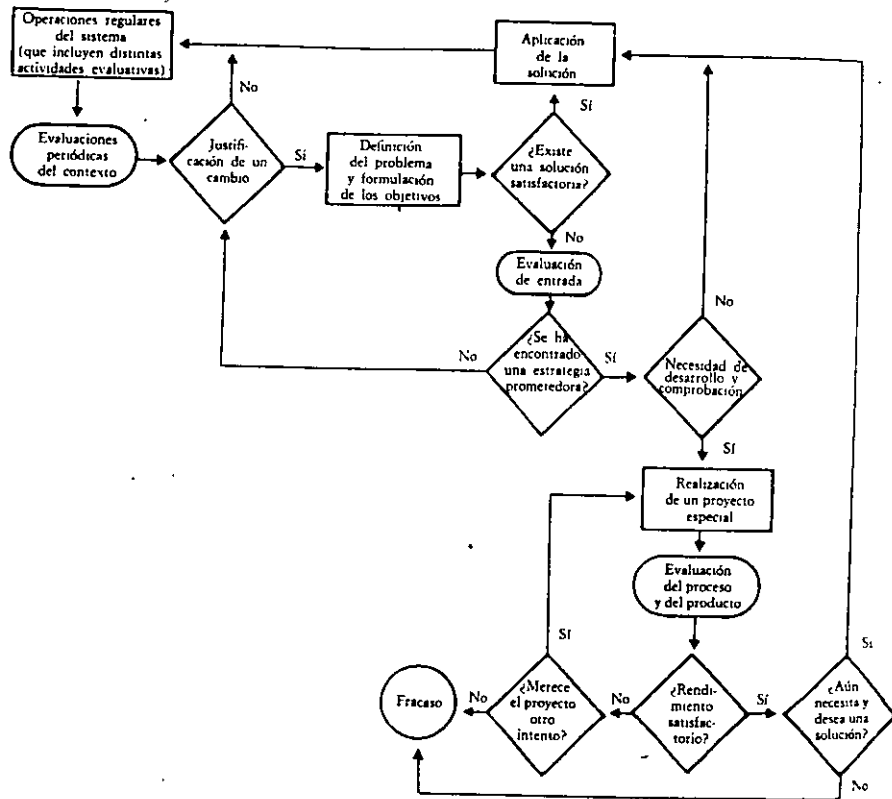 Operaciones regulares
del sistema
(que incluyen distintas
actividades evaluativas)
Aplicación
de la
solución
No
Sí
No
Evaluaciones
periódicas
del contexto
Justifi-
cación de un
cambio
Sí
Definición
del problema
y formulación
de los objetivos
¿Existe
una solución
satisfactoria?
No
Evaluación
de entrada
No
¿Se ha
encontrado
una estrategia
prometedora?
Sí
Necesidad de
desarrollo y
comprobación
Sí
Realización
de un proyecto
especial
Evaluación
del proceso
y del producto
Sí
Sí
Fracaso
No
¿Merece
el proyecto
otro
intento?
No
¿Rendi-
miento
satisfac-
torio?
Sí
¿Aún
necesita y
desea una
solución?
No